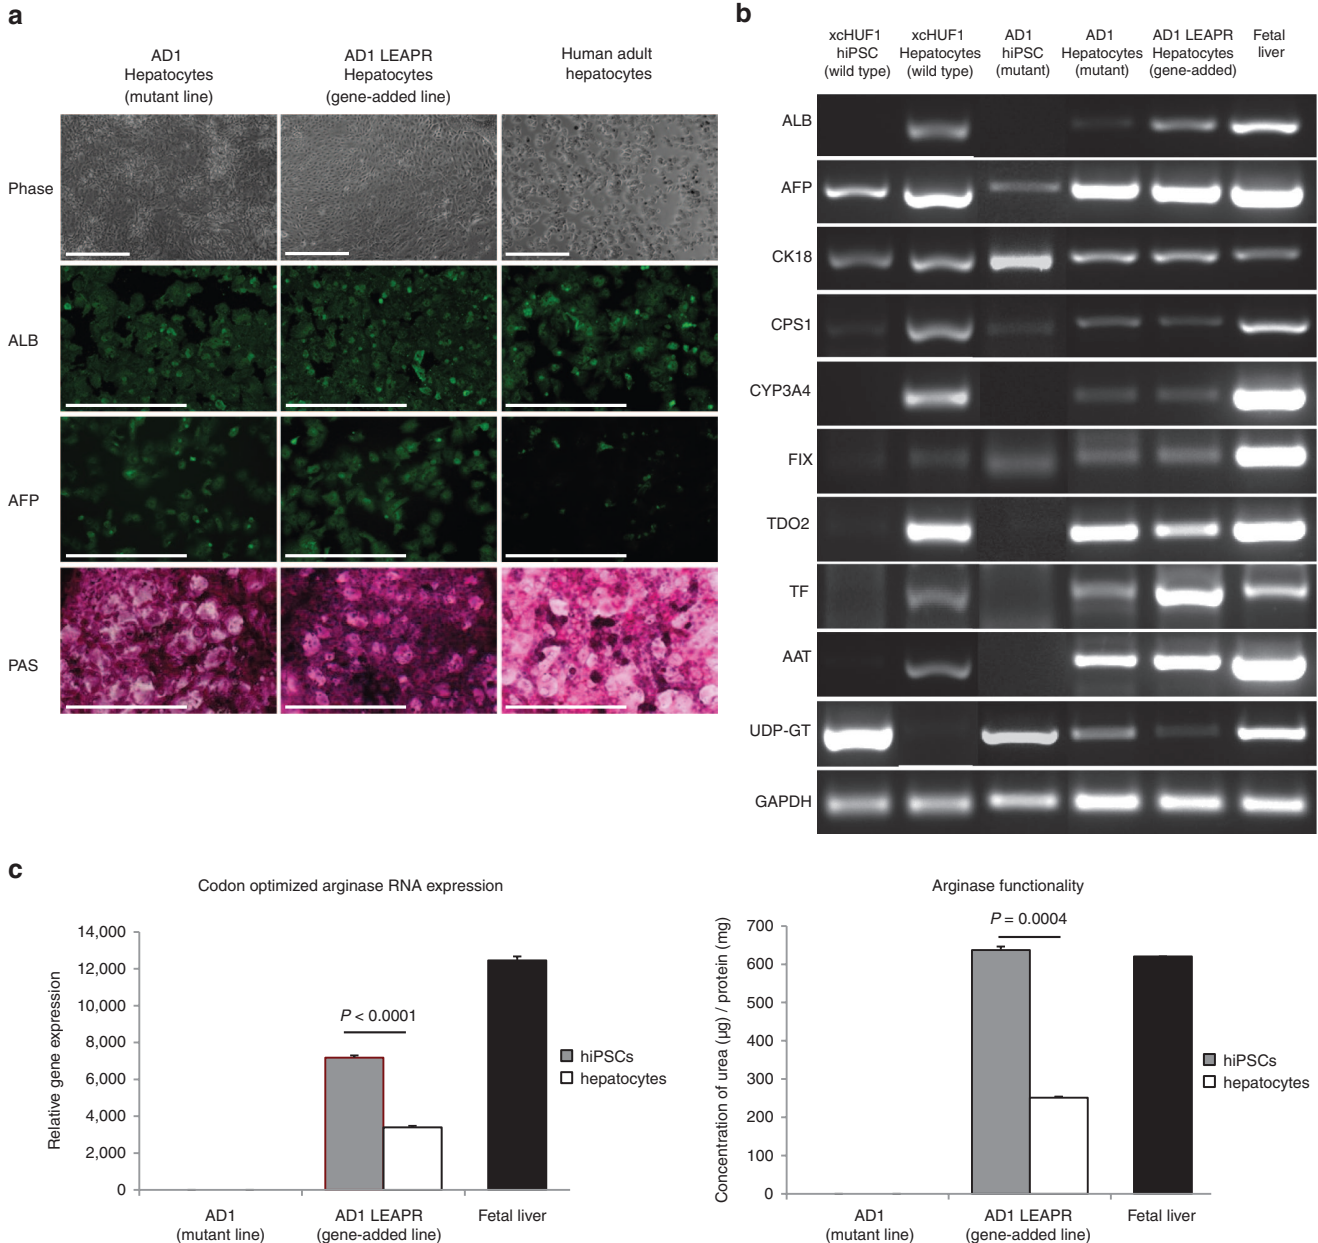 a
AD1
Hepatocytes
(mutant line)
AD1 LEAPR
Hepatocytes
(gene-added line)
Human adult
hepatocytes
Phase
ALB
AFP
PAS
b
xcHUF1
hiPSC
(wild type)
xcHUF1
Hepatocytes
(wild type)
AD1
hiPSC
(mutant)
AD1
Hepatocytes
(mutant)
AD1 LEAPR
Hepatocytes
(gene-added)
Fetal
liver
ALB
AFP
CK18
CPS1
CYP3A4
FIX
TDO2
TF
AAT
UDP-GT
GAPDH
c
Codon optimized arginase RNA expression
Relative gene expression
14,000
12,000
10,000
8,000
6,000
4,000
2,000
0
P < 0.0001
hiPSCs
hepatocytes
AD1
(mutant line)
AD1 LEAPR
(gene-added line)
Fetal liver
Arginase functionality
Concentration of urea (µg) / protein (mg)
700
600
500
400
300
200
100
0
P = 0.0004
hiPSCs
hepatocytes
AD1
(mutant line)
AD1 LEAPR
(gene-added line)
Fetal liver